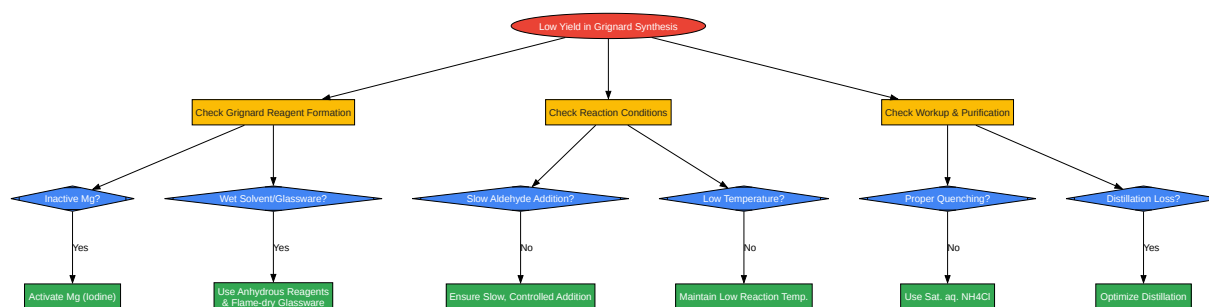 Low Yield in Grignard Synthesis
Check Grignard Reagent Formation
Check Reaction Conditions
Check Workup & Purification
Inactive Mg?
Wet Solvent/Glassware?
Slow Aldehyde Addition?
Low Temperature?
Proper Quenching?
Distillation Loss?
Yes
Yes
No
No
No
Yes
Activate Mg (Iodine)
Use Anhydrous Reagents
& Flame-dry Glassware
Ensure Slow, Controlled Addition
Maintain Low Reaction Temp.
Use Sat. aq. NH4Cl
Optimize Distillation